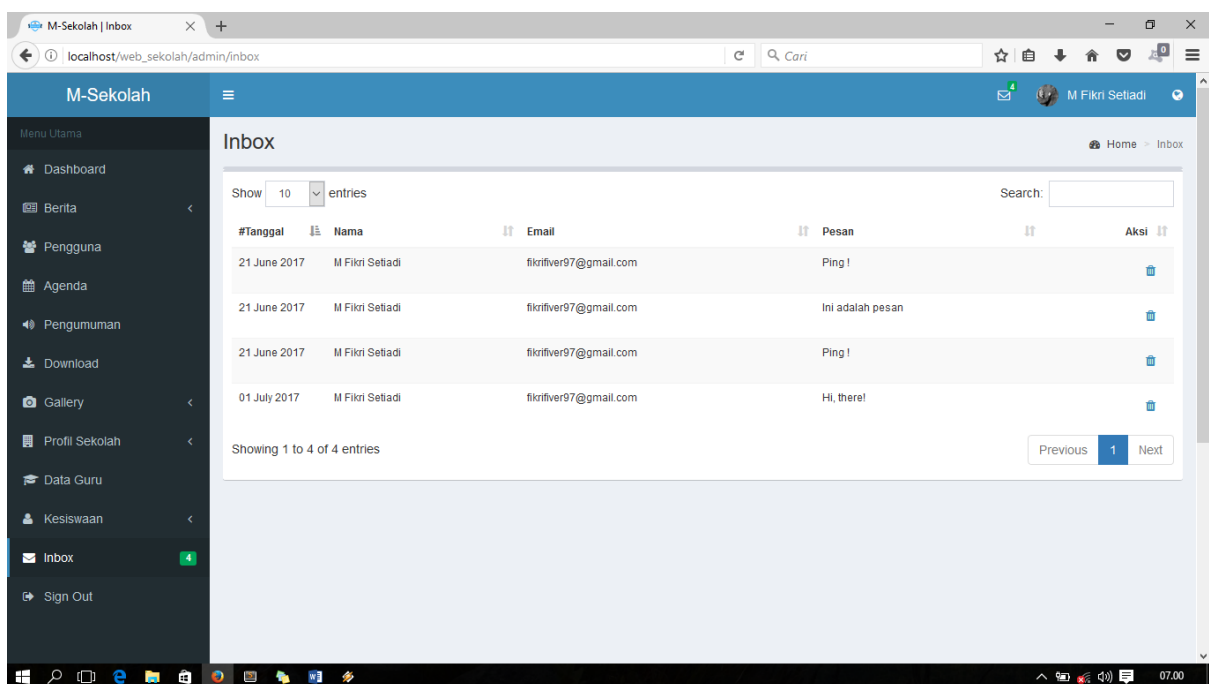 M-Sekolah | Inbox
localhost/web_sekolah/admin/inbox
Cari
0
M-Sekolah
4
M Fikri Setiadi
Menu Utama
Dashboard
Berita
Pengguna
Agenda
Pengumuman
Download
Gallery
Profil Sekolah
Data Guru
Kesiswaan
Inbox 4
Sign Out
Inbox
Home > Inbox
Show 10 entries
Search:
#Tanggal Nama Email Pesan Aksi
21 June 2017 M Fikri Setiadi fikrifiver97@gmail.com Ping !
21 June 2017 M Fikri Setiadi fikrifiver97@gmail.com Ini adalah pesan
21 June 2017 M Fikri Setiadi fikrifiver97@gmail.com Ping !
01 July 2017 M Fikri Setiadi fikrifiver97@gmail.com Hi, there!
Showing 1 to 4 of 4 entries
Previous 1 Next
07.00